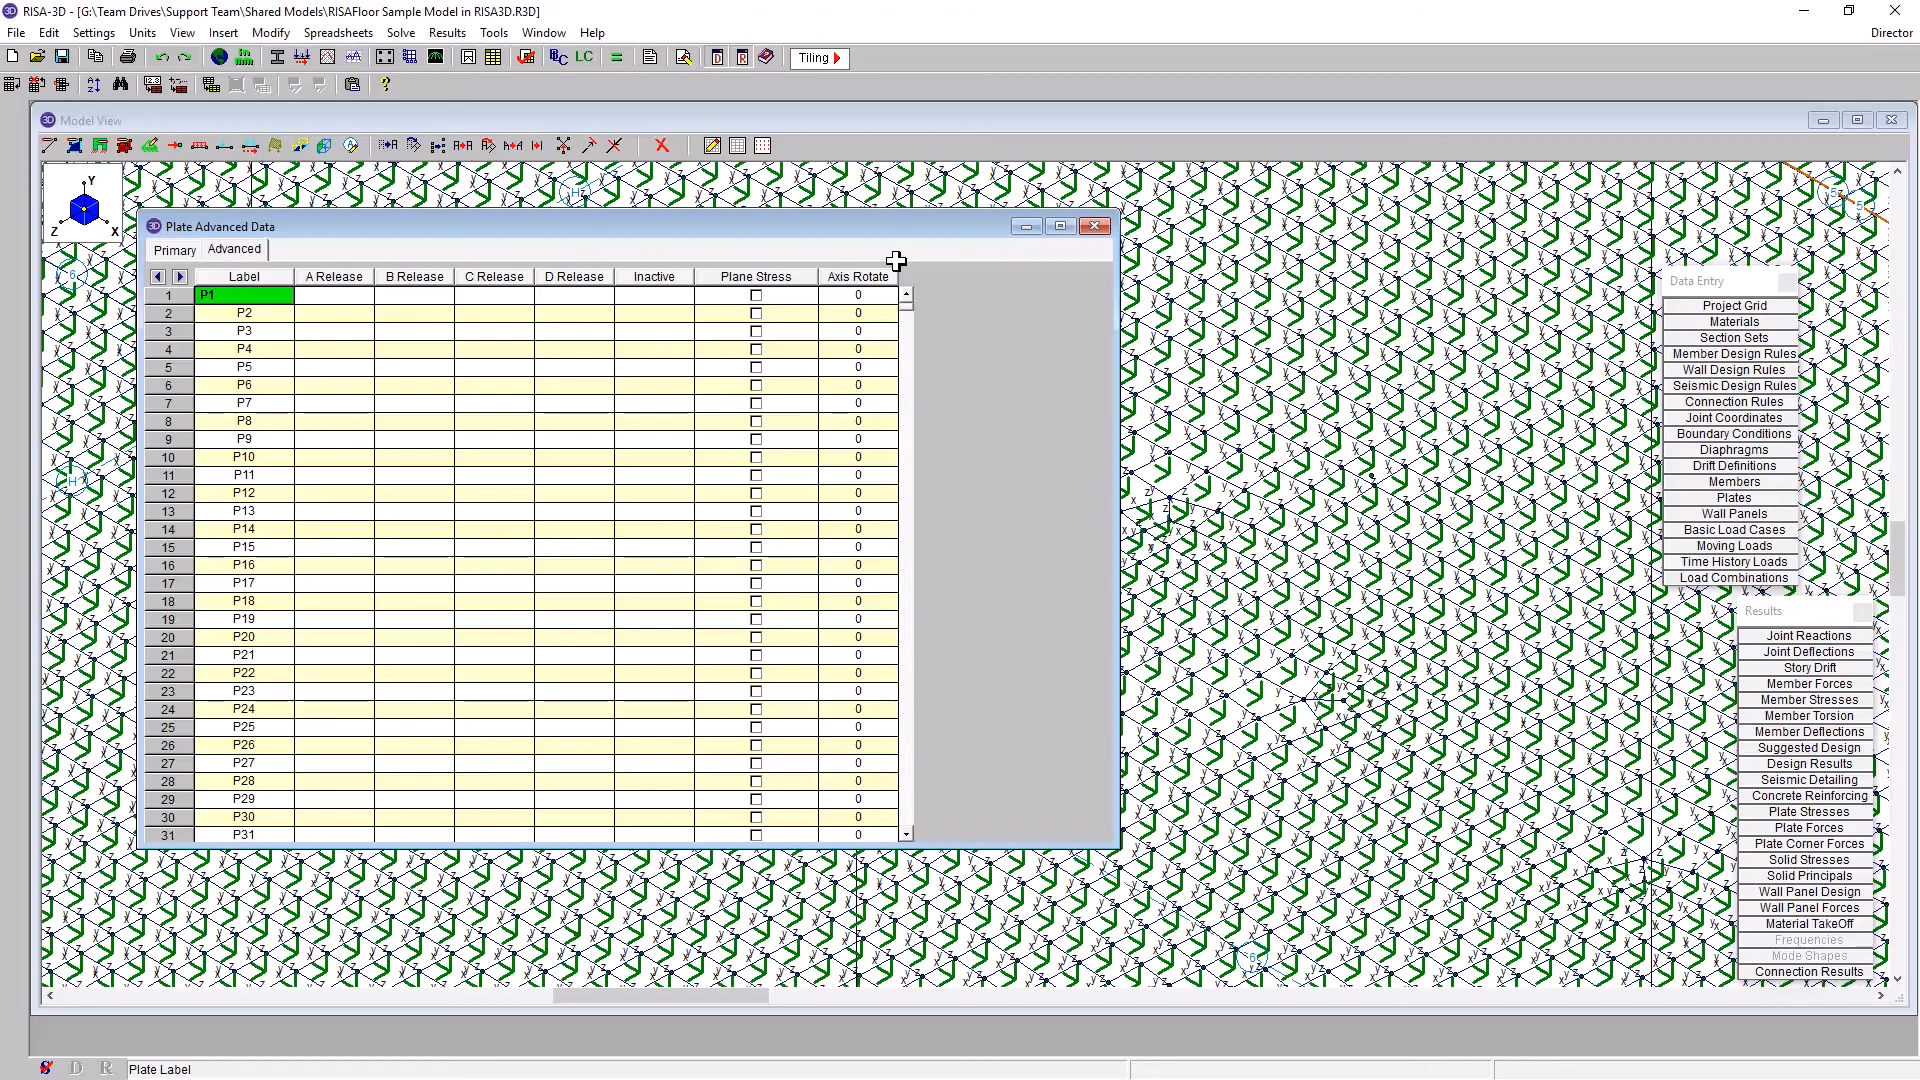 RISA-3D - [G:\Team Drives\Support Team\Shared Models\RISAFloor Sample Model in RISA3D.R3D]
File Edit Settings Units View Insert Modify Spreadsheets Solve Results Tools Window Help
Director
Tiling
Model View
Y
Z X
Plate Advanced Data
Primary Advanced
Label A Release B Release C Release D Release Inactive Plane Stress Axis Rotate
1 P1 0
2 P2 0
3 P3 0
4 P4 0
5 P5 0
6 P6 0
7 P7 0
8 P8 0
9 P9 0
10 P10 0
11 P11 0
12 P12 0
13 P13 0
14 P14 0
15 P15 0
16 P16 0
17 P17 0
18 P18 0
19 P19 0
20 P20 0
21 P21 0
22 P22 0
23 P23 0
24 P24 0
25 P25 0
26 P26 0
27 P27 0
28 P28 0
29 P29 0
30 P30 0
31 P31 0
Data Entry
Project Grid
Materials
Section Sets
Member Design Rules
Wall Design Rules
Seismic Design Rules
Connection Rules
Joint Coordinates
Boundary Conditions
Diaphragms
Drift Definitions
Members
Plates
Wall Panels
Basic Load Cases
Moving Loads
Time History Loads
Load Combinations
Results
Joint Reactions
Joint Deflections
Story Drift
Member Forces
Member Stresses
Member Torsion
Member Deflections
Suggested Design
Design Results
Seismic Detailing
Concrete Reinforcing
Plate Stresses
Plate Forces
Plate Corner Forces
Solid Stresses
Solid Principals
Wall Panel Design
Wall Panel Forces
Material TakeOff
Frequencies
Mode Shapes
Connection Results
Plate Label